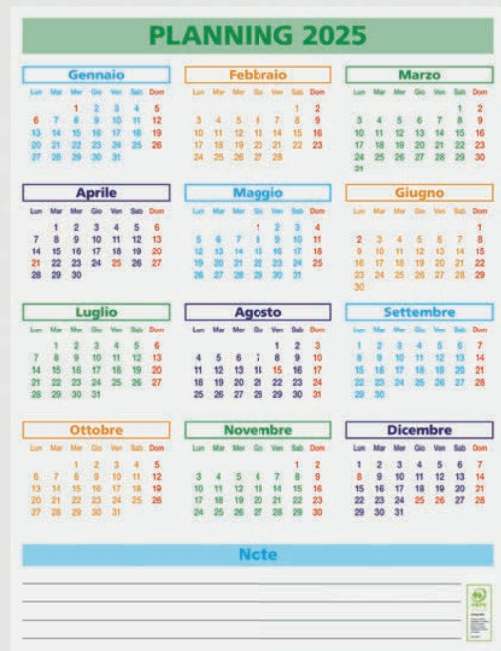 PLANNING 2025
Gennaio Febbraio Marzo
Lun Mar Mer Gio Ven Sab Dom Lun Mar Mer Ven Sab Dom Lun Mar Mer Gio Ven Sab Dom
1 2 3 4 5 1 2 1 2
6 7 8 9 10 11 12 3 4 5 6 7 8 9 3 4 5 6 7 8 9
13 14 15 16 17 18 19 10 11 12 13 14 15 16 10 11 12 13 14 15 16
20 21 22 23 24 25 26 17 18 19 20 21 22 23 17 18 19 20 21 22 23
27 28 29 30 31 24 25 26 27 28 24 25 26 27 28 29 30
31
Aprile Maggio Giugno
Lun Mar Mer Gio Ven Sab Dom Lun Mar Mer Ven Sab Dom Lun Mar Mer Gio Ven Sab Dom
1 2 3 4 5 6 1 2 3 4 1
7 8 9 10 11 12 13 5 6 7 8 9 10 11 2 3 4 5 6 7 8
14 15 16 17 18 19 20 12 13 14 15 16 17 18 9 10 11 12 13 14 15
21 22 23 24 25 26 27 19 20 21 22 23 24 25 16 17 18 19 20 21 22
28 29 30 26 27 28 29 30 31 23 24 25 26 27 28 29
30
Luglio Agosto Settembre
Lun Mar Mer Gio Ven Sab Dom Lun Mar Mer Ven Sab Dom Lun Mar Mer Gio Ven Sab Dom
1 2 3 4 5 6 1 2 3 1 2 3 4 5 6 7
7 8 9 10 11 12 13 4 5 6 8 9 10 8 9 10 11 12 13 14
14 15 16 17 18 19 20 11 12 13 15 16 17 15 16 17 18 19 20 21
21 22 23 24 25 26 27 18 19 20 22 23 24 22 23 24 25 26 27 28
28 29 30 31 25 26 27 28 29 30 31 29 30
Ottobre Novembre Dicembre
Lun Mar Mer Gio Ven Sab Dom Lun Mar Mer Ven Sab Dom Lun Mar Mer Gio Ven Sab Dom
1 2 3 4 5 1 2 1 2 3 4 5 6 7
6 7 8 9 10 11 12 3 4 5 7 8 9 8 9 10 11 12 13 14
13 14 15 16 17 18 19 10 11 12 14 15 16 15 16 17 18 19 20 21
20 21 22 23 24 25 26 17 18 19 21 22 23 22 23 24 25 26 27 28
27 28 29 30 31 24 25 26 27 28 29 30 29 30 31
Note